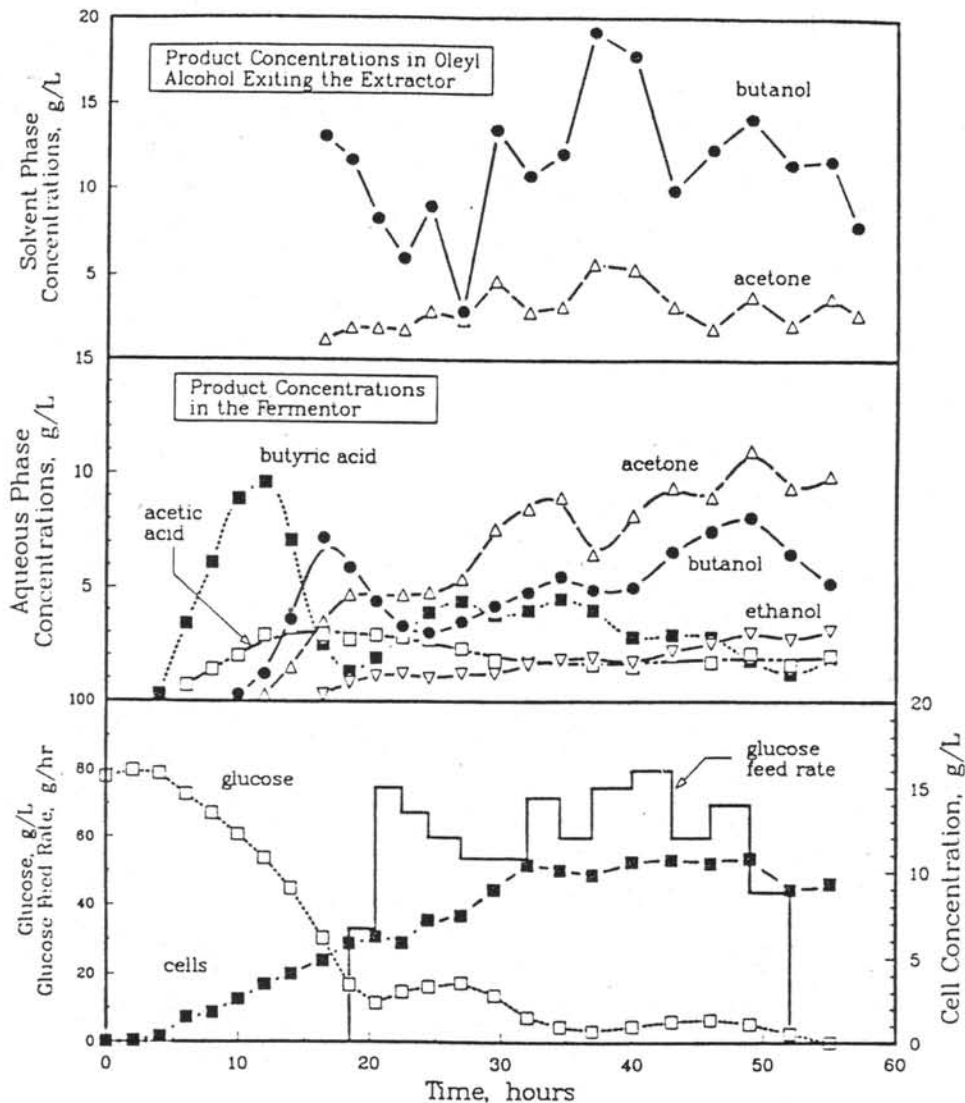 20
Product Concentrations in Oleyl
Alcohol Exiting the Extractor
butanol
15
10
5
acetone
Solvent Phase
Concentrations, g/L
15
Product Concentrations
in the Fermentor
butyric acid
acetone
10
acetic
acid
butanol
5
ethanol
Aqueous Phase
Concentrations, g/L
100
20
glucose
feed rate
80
glucose
15
60
10
40
cells
5
20
0
0
Glucose, g/L
Glucose Feed Rate, g/hr
Cell Concentration, g/L
0 10 20 30 40 50 60
Time, hours